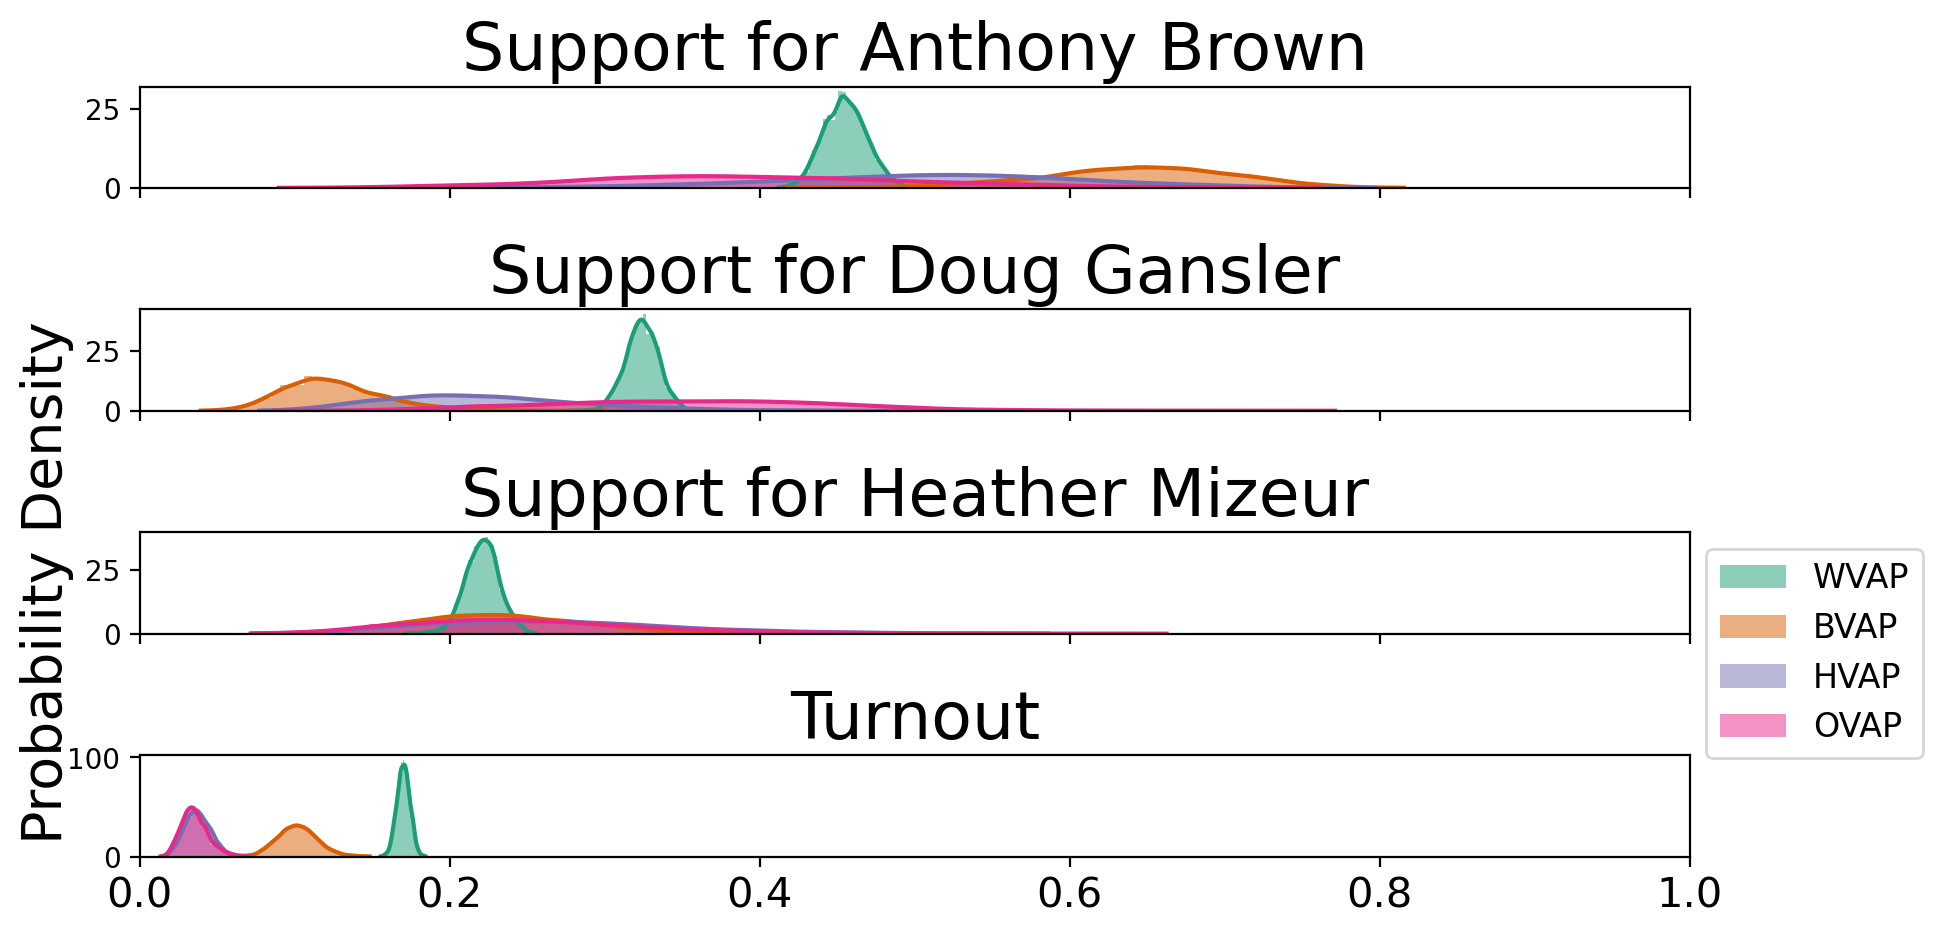 Support for Anthony Brown
25
0
Support for Doug Gansler
25
0
Support for Heather Mizeur
25
0
Turnout
100
0
0.0 0.2 0.4 0.6 0.8 1.0
Probability Density
WVAP
BVAP
HVAP
OVAP